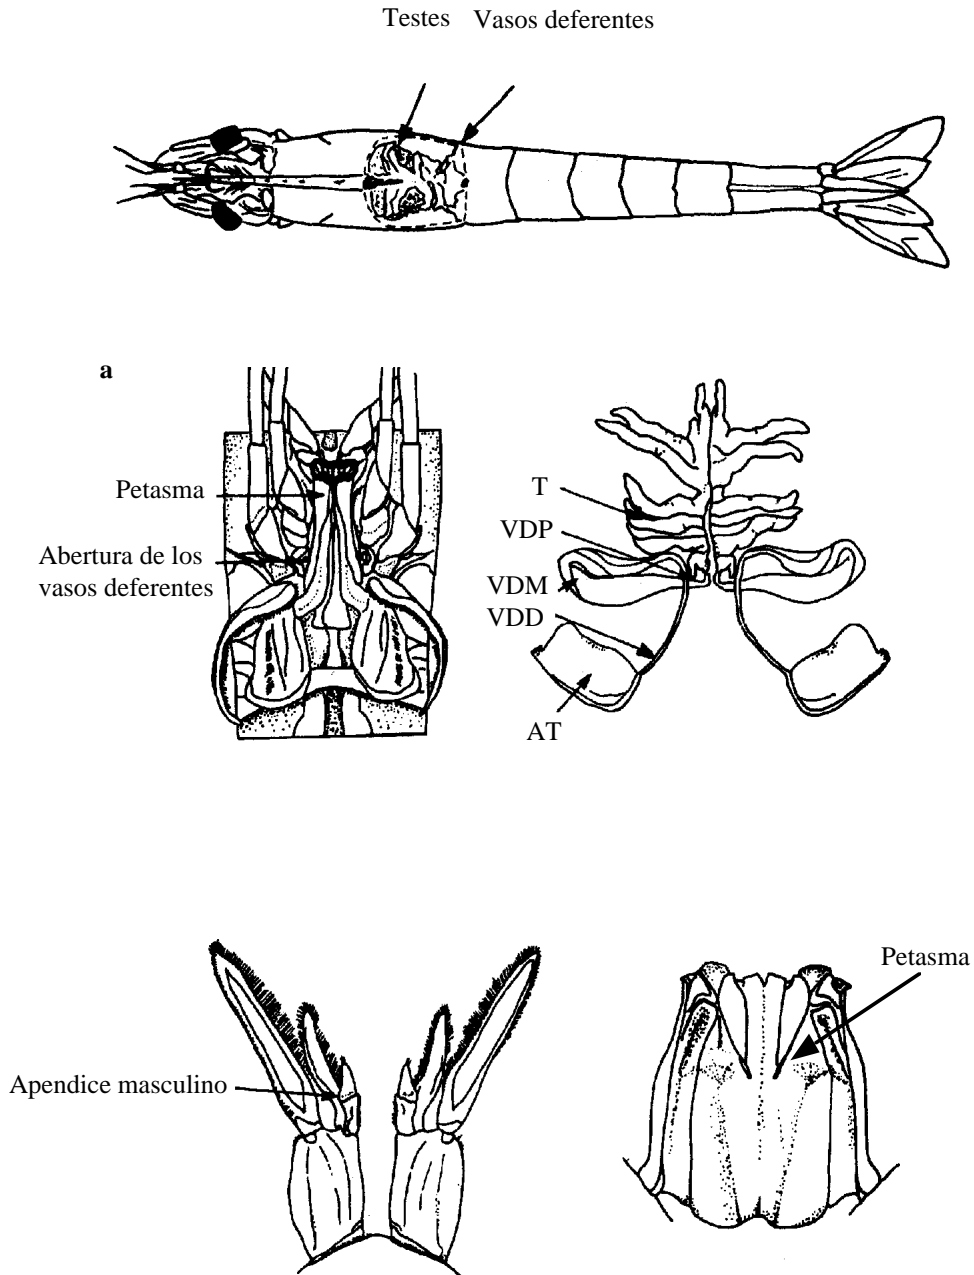 Testes Vasos deferentes
a
Petasma
Abertura de los
vasos deferentes
T
VDP
VDM
VDD
AT
Petasma
Apendice masculino